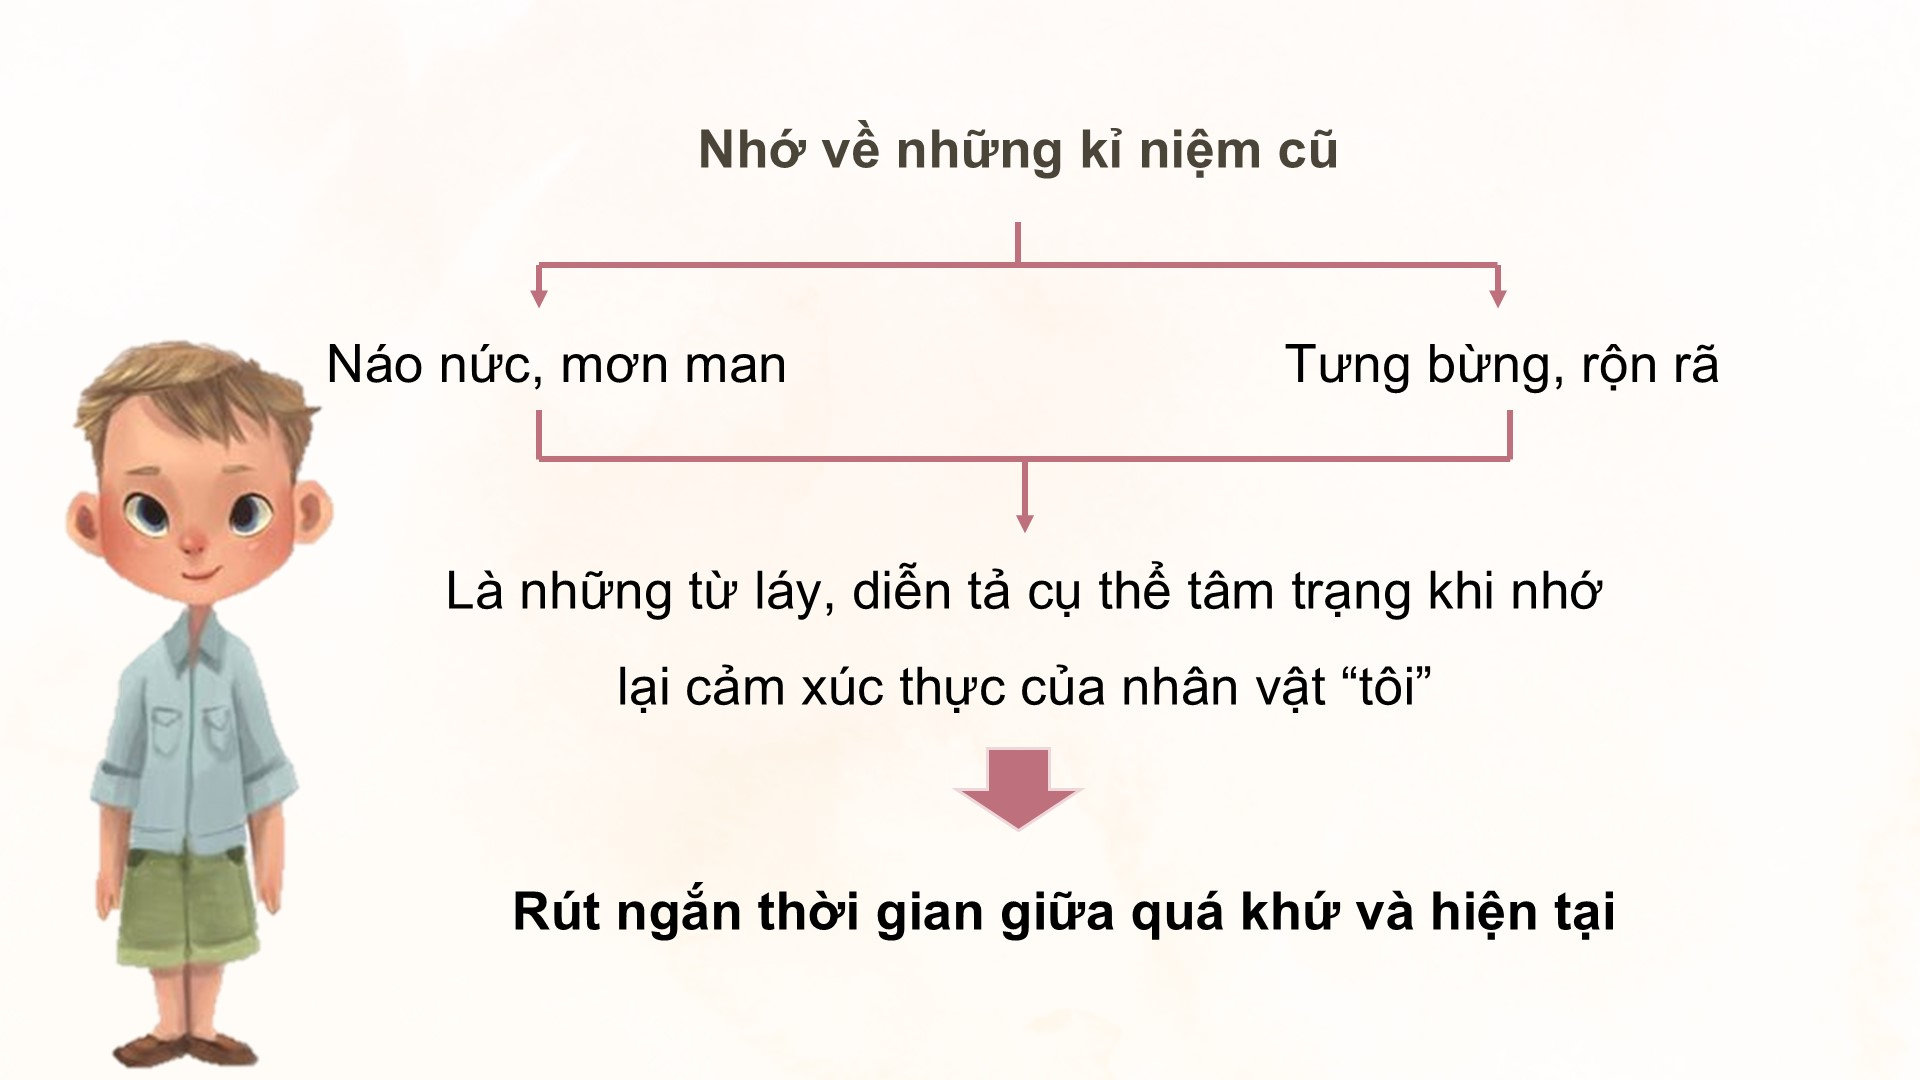 Nhớ về những kỉ niệm cũ
Náo nức, mơn man
Tưng bừng, rộn rã
Là những từ láy, diễn tả cụ thể tâm trạng khi nhớ
lại cảm xúc thực của nhân vật “tôi”
Rút ngắn thời gian giữa quá khứ và hiện tại